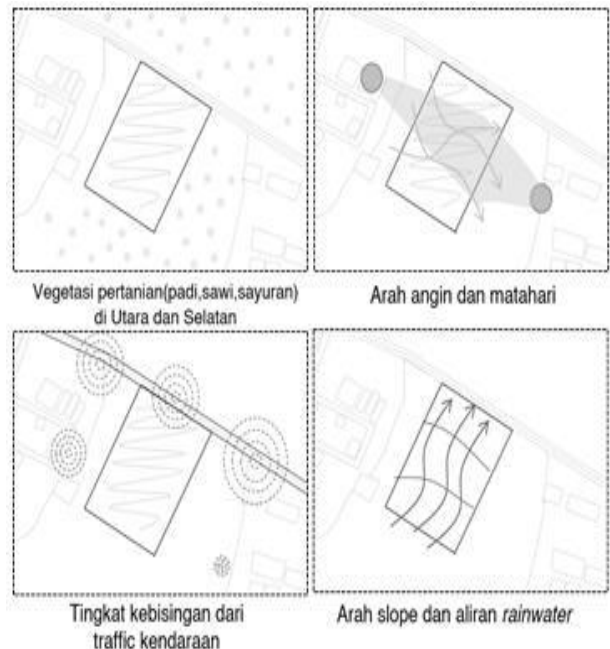 Vegetasi pertanian(padi,sawi,sayuran)
di Utara dan Selatan
Arah angin dan matahari
Tingkat kebisingan dari
traffic kendaraan
Arah slope dan aliran rainwater